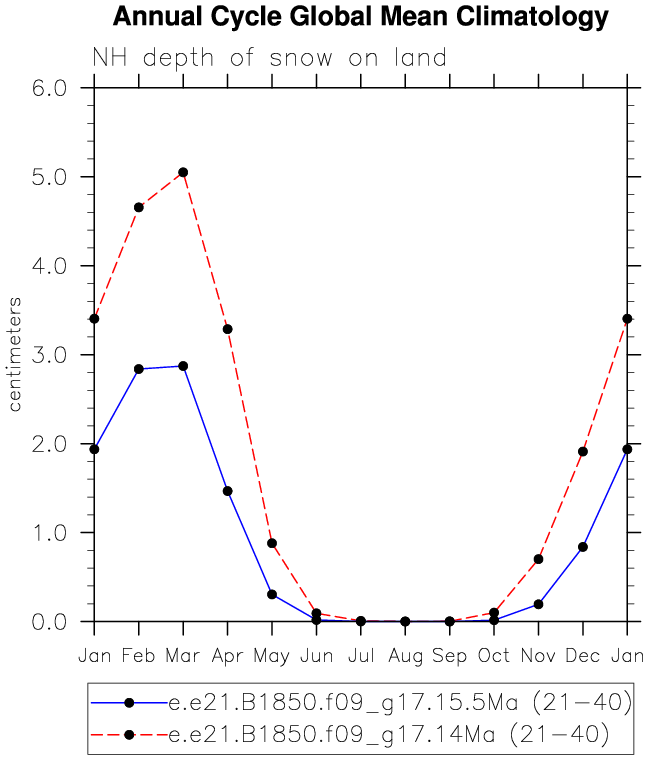 Annual Cycle Global Mean Climatology
NH depth of snow on land
6.0
5.0
4.0
3.0
2.0
1.0
0.0
centimeters
Jan Feb Mar Apr May Jun Jul Aug Sep Oct Nov Dec Jan
e.e21.B1850.f09_g17.15.5Ma (21-40)
e.e21.B1850.f09_g17.14Ma (21-40)